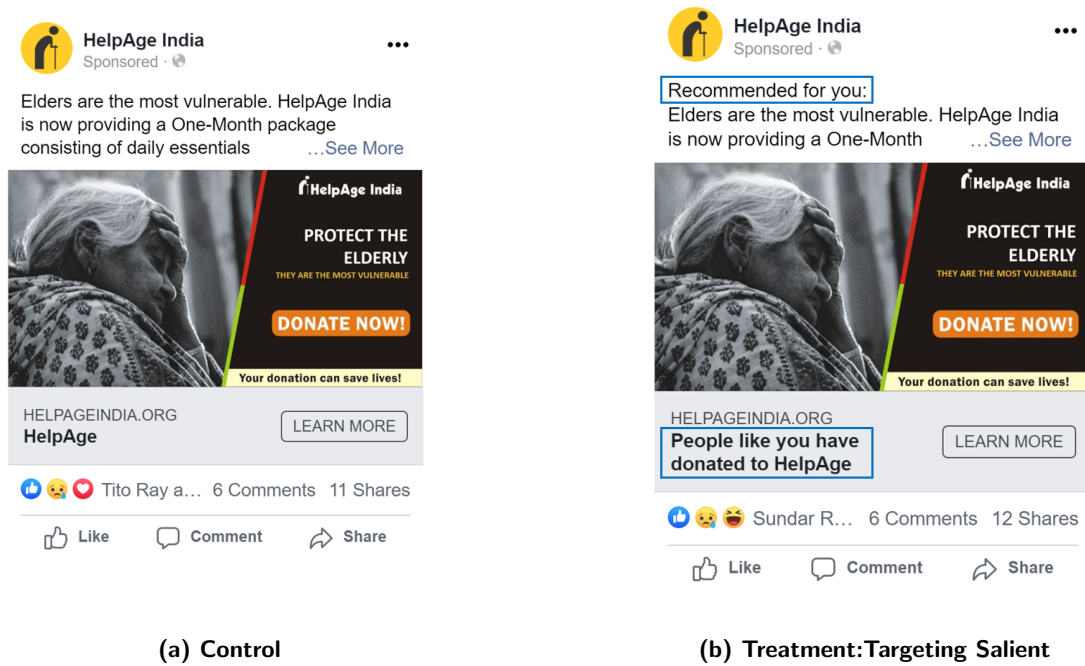 HelpAge India
Sponsored ·
Elders are the most vulnerable. HelpAge India
is now providing a One-Month package
consisting of daily essentials ...See More
HelpAge India
PROTECT THE
ELDERLY
THEY ARE THE MOST VULNERABLE
DONATE NOW!
Your donation can save lives!
HELPAGEINDIA.ORG
HelpAge
LEARN MORE
Tito Ray a... 6 Comments 11 Shares
Like Comment Share
(a) Control
HelpAge India
Sponsored ·
Recommended for you:
Elders are the most vulnerable. HelpAge India
is now providing a One-Month ...See More
HelpAge India
PROTECT THE
ELDERLY
THEY ARE THE MOST VULNERABLE
DONATE NOW!
Your donation can save lives!
HELPAGEINDIA.ORG
People like you have
donated to HelpAge
LEARN MORE
Sundar R... 6 Comments 12 Shares
Like Comment Share
(b) Treatment:Targeting Salient